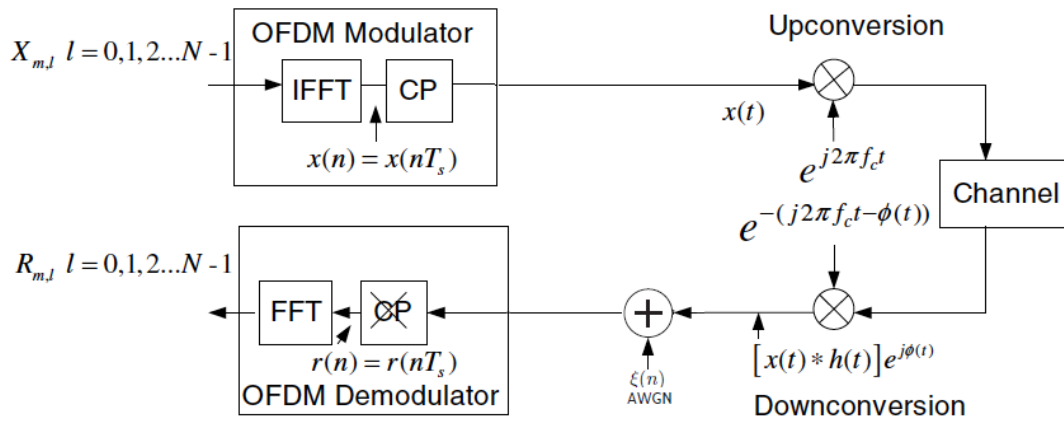 OFDM Modulator
Upconversion
X_{m,l} l = 0,1,2...N - 1
IFFT
CP
x(t)
x(n) = x(nT_s)
e^{j2πf_c t}
Channel
e^{-(j2πf_c t-ϕ(t))}
R_{m,l} l = 0,1,2...N - 1
FFT
CP
r(n) = r(nT_s)
[x(t) * h(t)]e^{jϕ(t)}
ξ(n)
AWGN
OFDM Demodulator
Downconversion